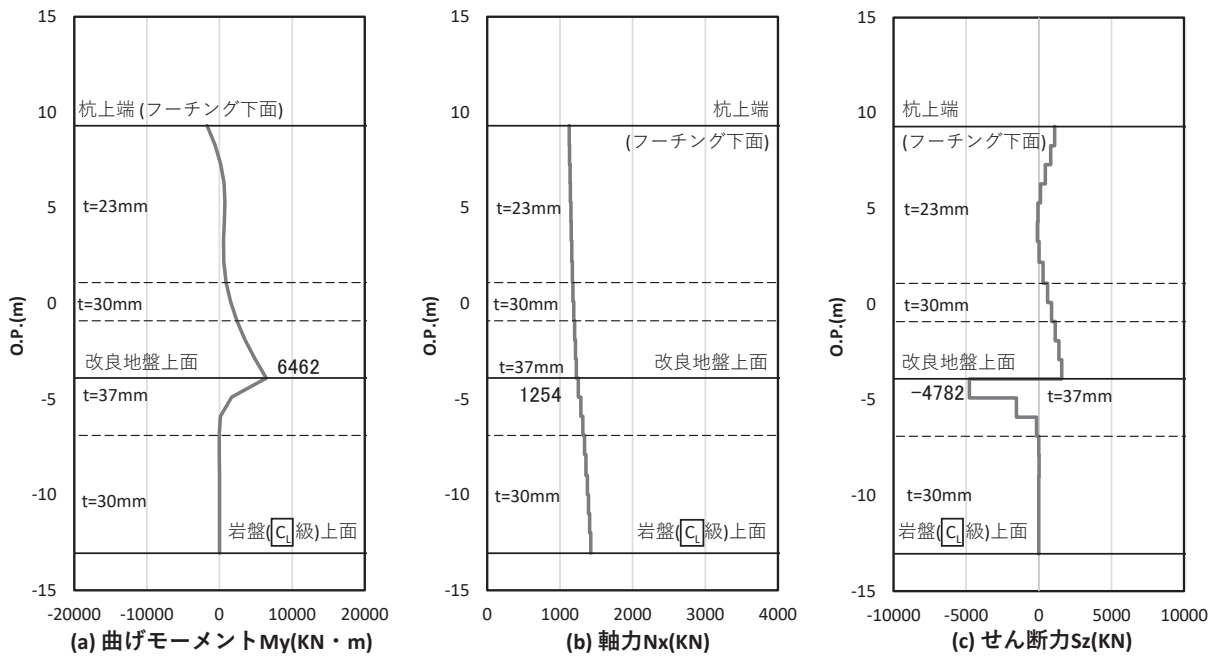 15
10
5
0
-5
-10
-15
O.P.(m)
杭上端 (フーチング下面)
t=23mm
t=30mm
改良地盤上面
6462
t=37mm
t=30mm
岩盤(CL級)上面
-20000 -10000 0 10000 20000
(a) 曲げモーメントMy(KN・m)
15
10
5
0
-5
-10
-15
O.P.(m)
杭上端
(フーチング下面)
t=23mm
t=30mm
t=37mm 改良地盤上面
1254
t=30mm
岩盤(CL級)上面
0 1000 2000 3000 4000
(b) 軸力Nx(KN)
15
10
5
0
-5
-10
-15
O.P.(m)
杭上端
(フーチング下面)
t=23mm
t=30mm
改良地盤上面
-4782 t=37mm
t=30mm
岩盤(CL級)上面
-10000 -5000 0 5000 10000
(c) せん断力Sz(KN)